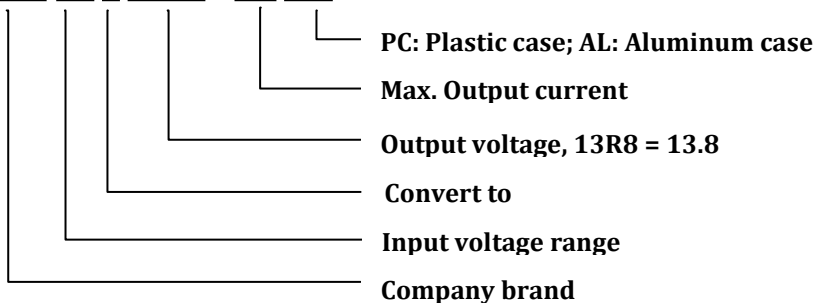 PC: Plastic case; AL: Aluminum case
Max. Output current
Output voltage, 13R8 = 13.8
Convert to
Input voltage range
Company brand